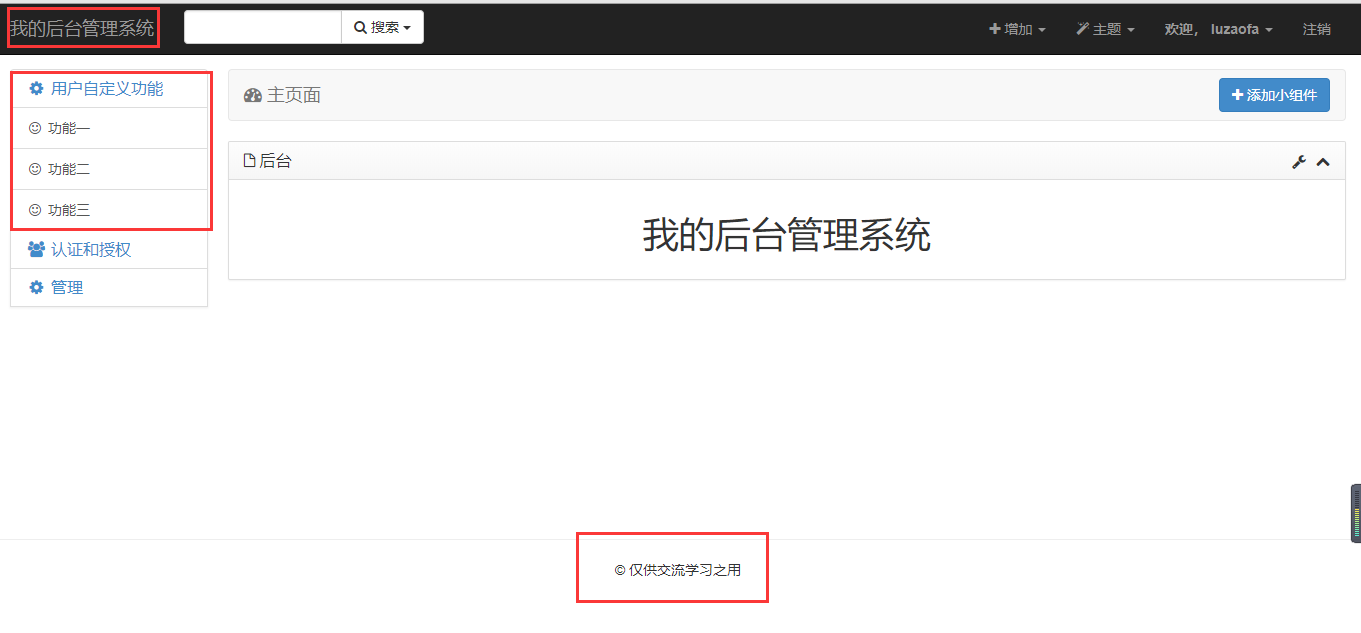 我的后台管理系统
搜索
增加
主题
欢迎， luzaofa
注销
用户自定义功能
功能一
功能二
功能三
认证和授权
管理
主页面
添加小组件
后台
我的后台管理系统
© 仅供交流学习之用